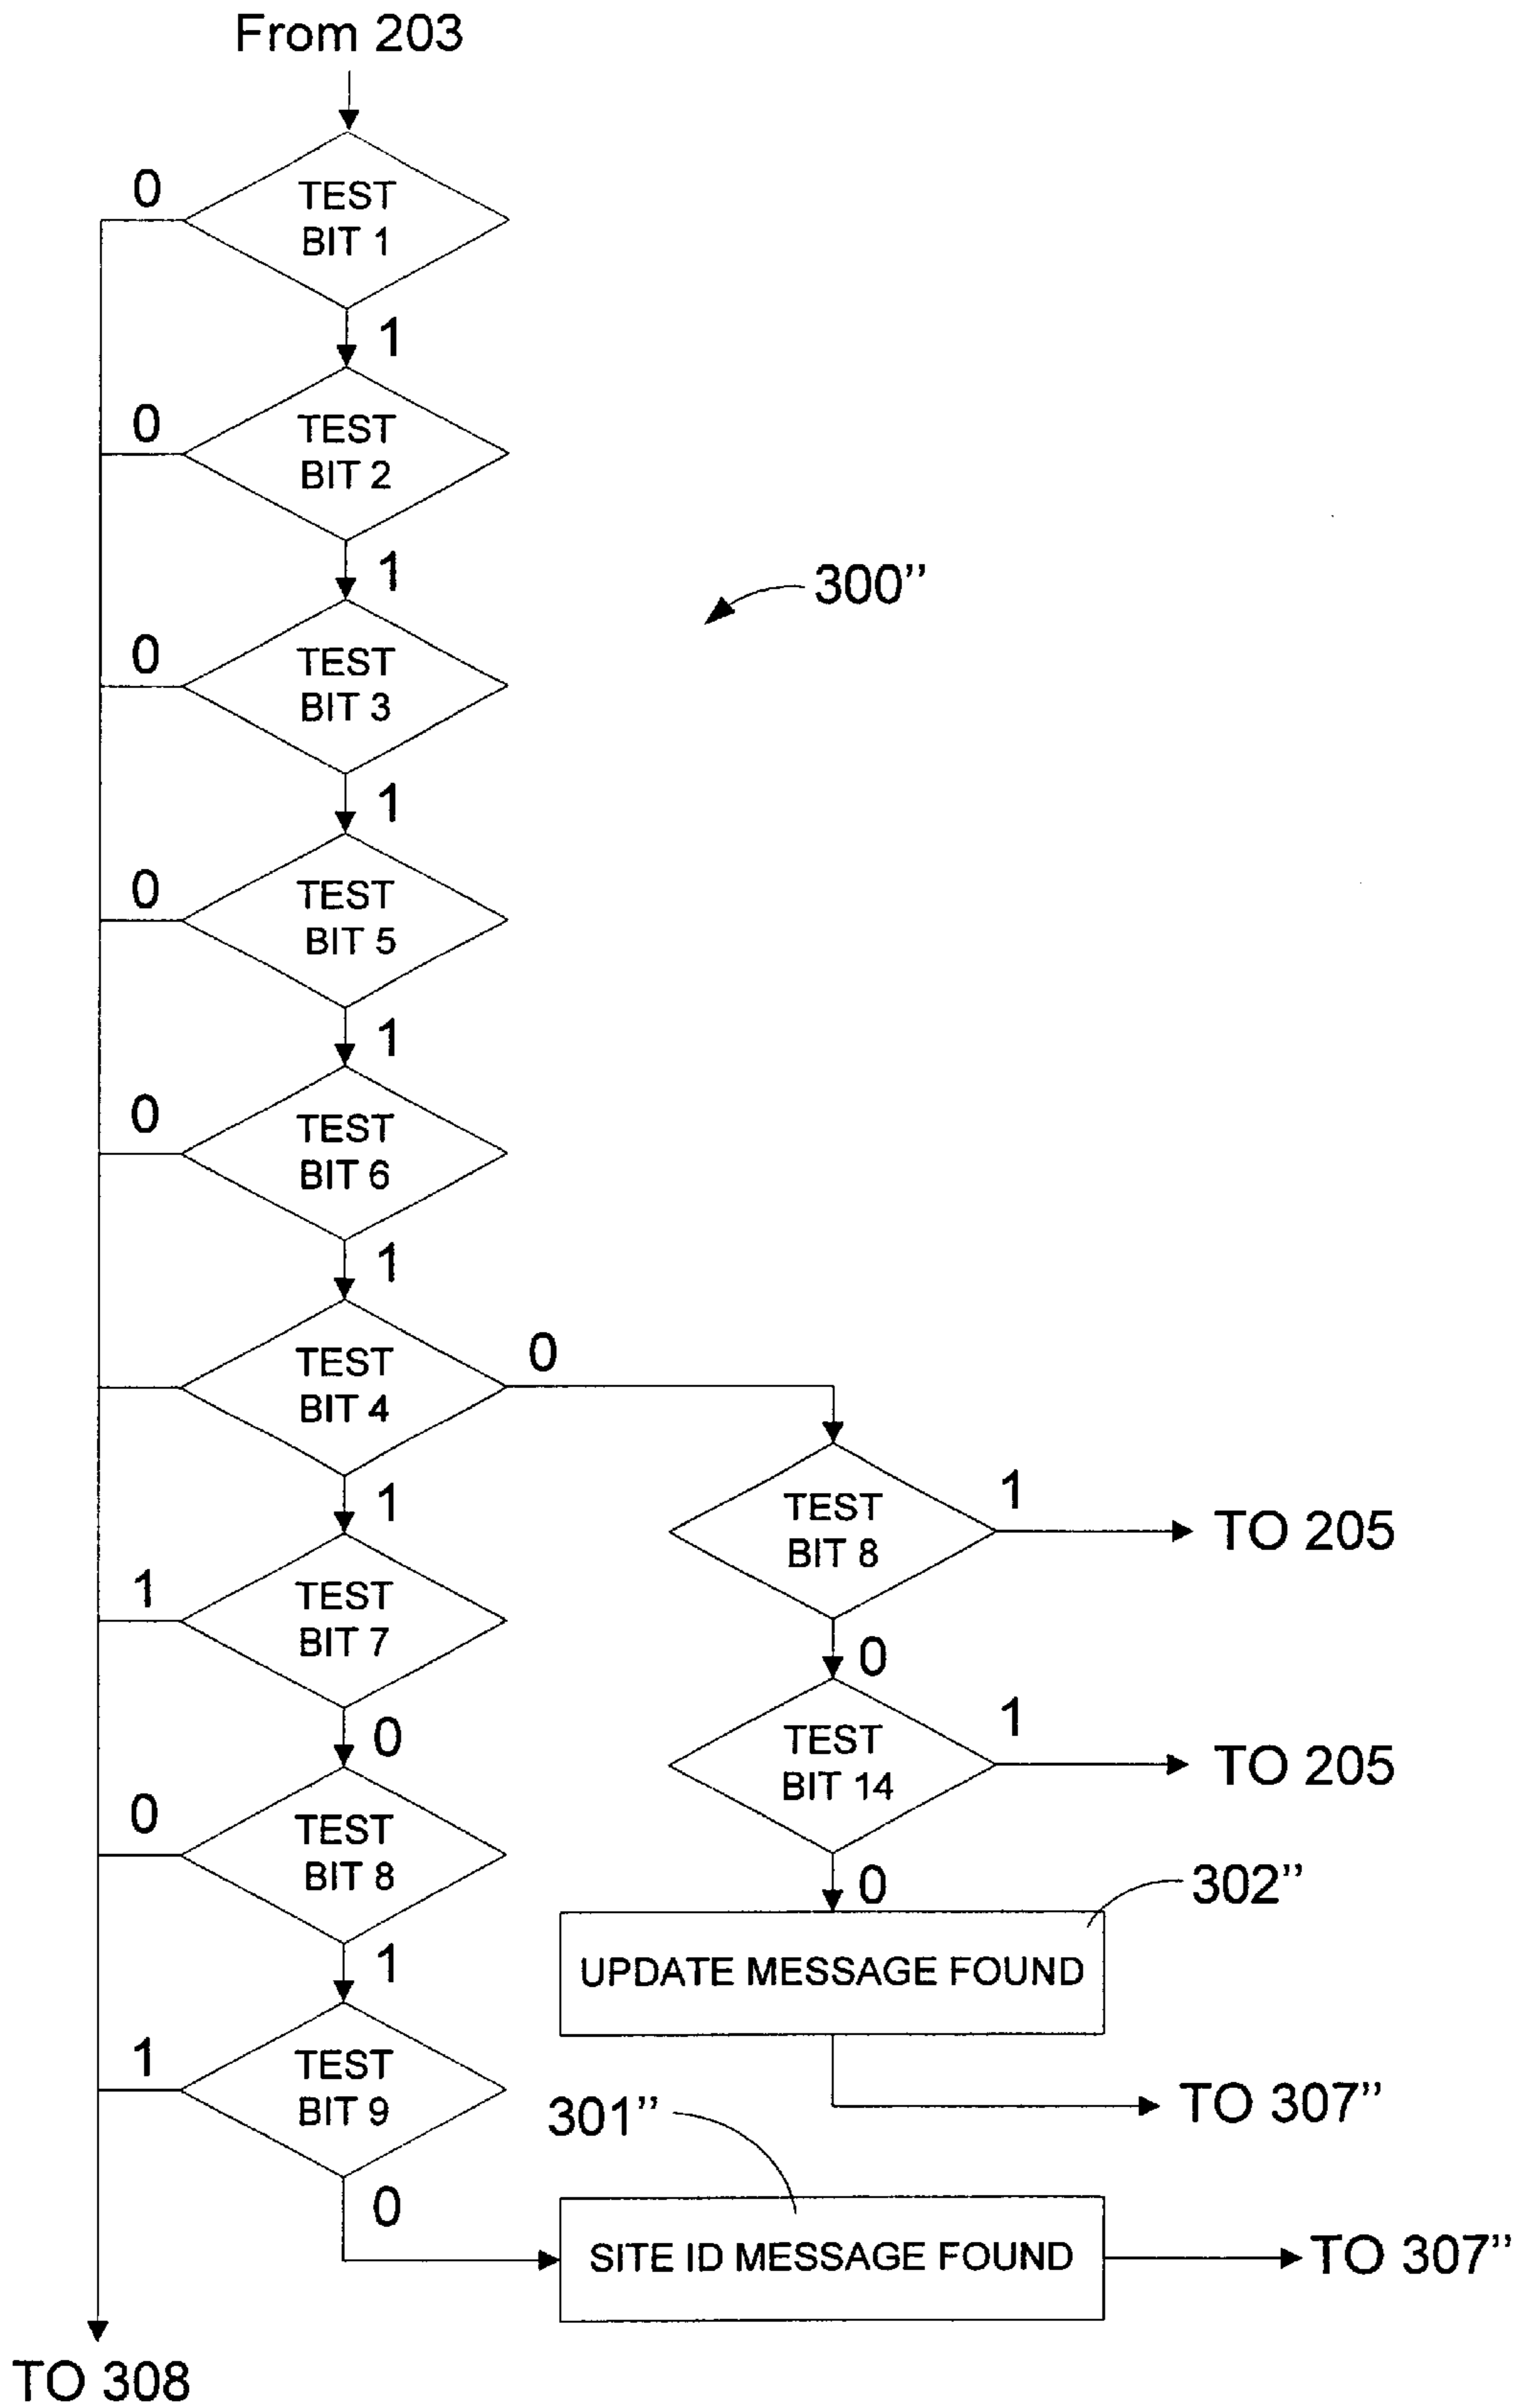 From 203
0
TEST
BIT 1
1
0
TEST
BIT 2
1
300’’
0
TEST
BIT 3
1
0
TEST
BIT 5
1
0
TEST
BIT 6
1
TEST
BIT 4
0
1
TEST
BIT 8
1
TO 205
0
1
TEST
BIT 7
0
TEST
BIT 14
1
TO 205
0
0
TEST
BIT 8
1
302’’
UPDATE MESSAGE FOUND
TO 307’’
1
TEST
BIT 9
0
301’’
SITE ID MESSAGE FOUND
TO 307’’
TO 308